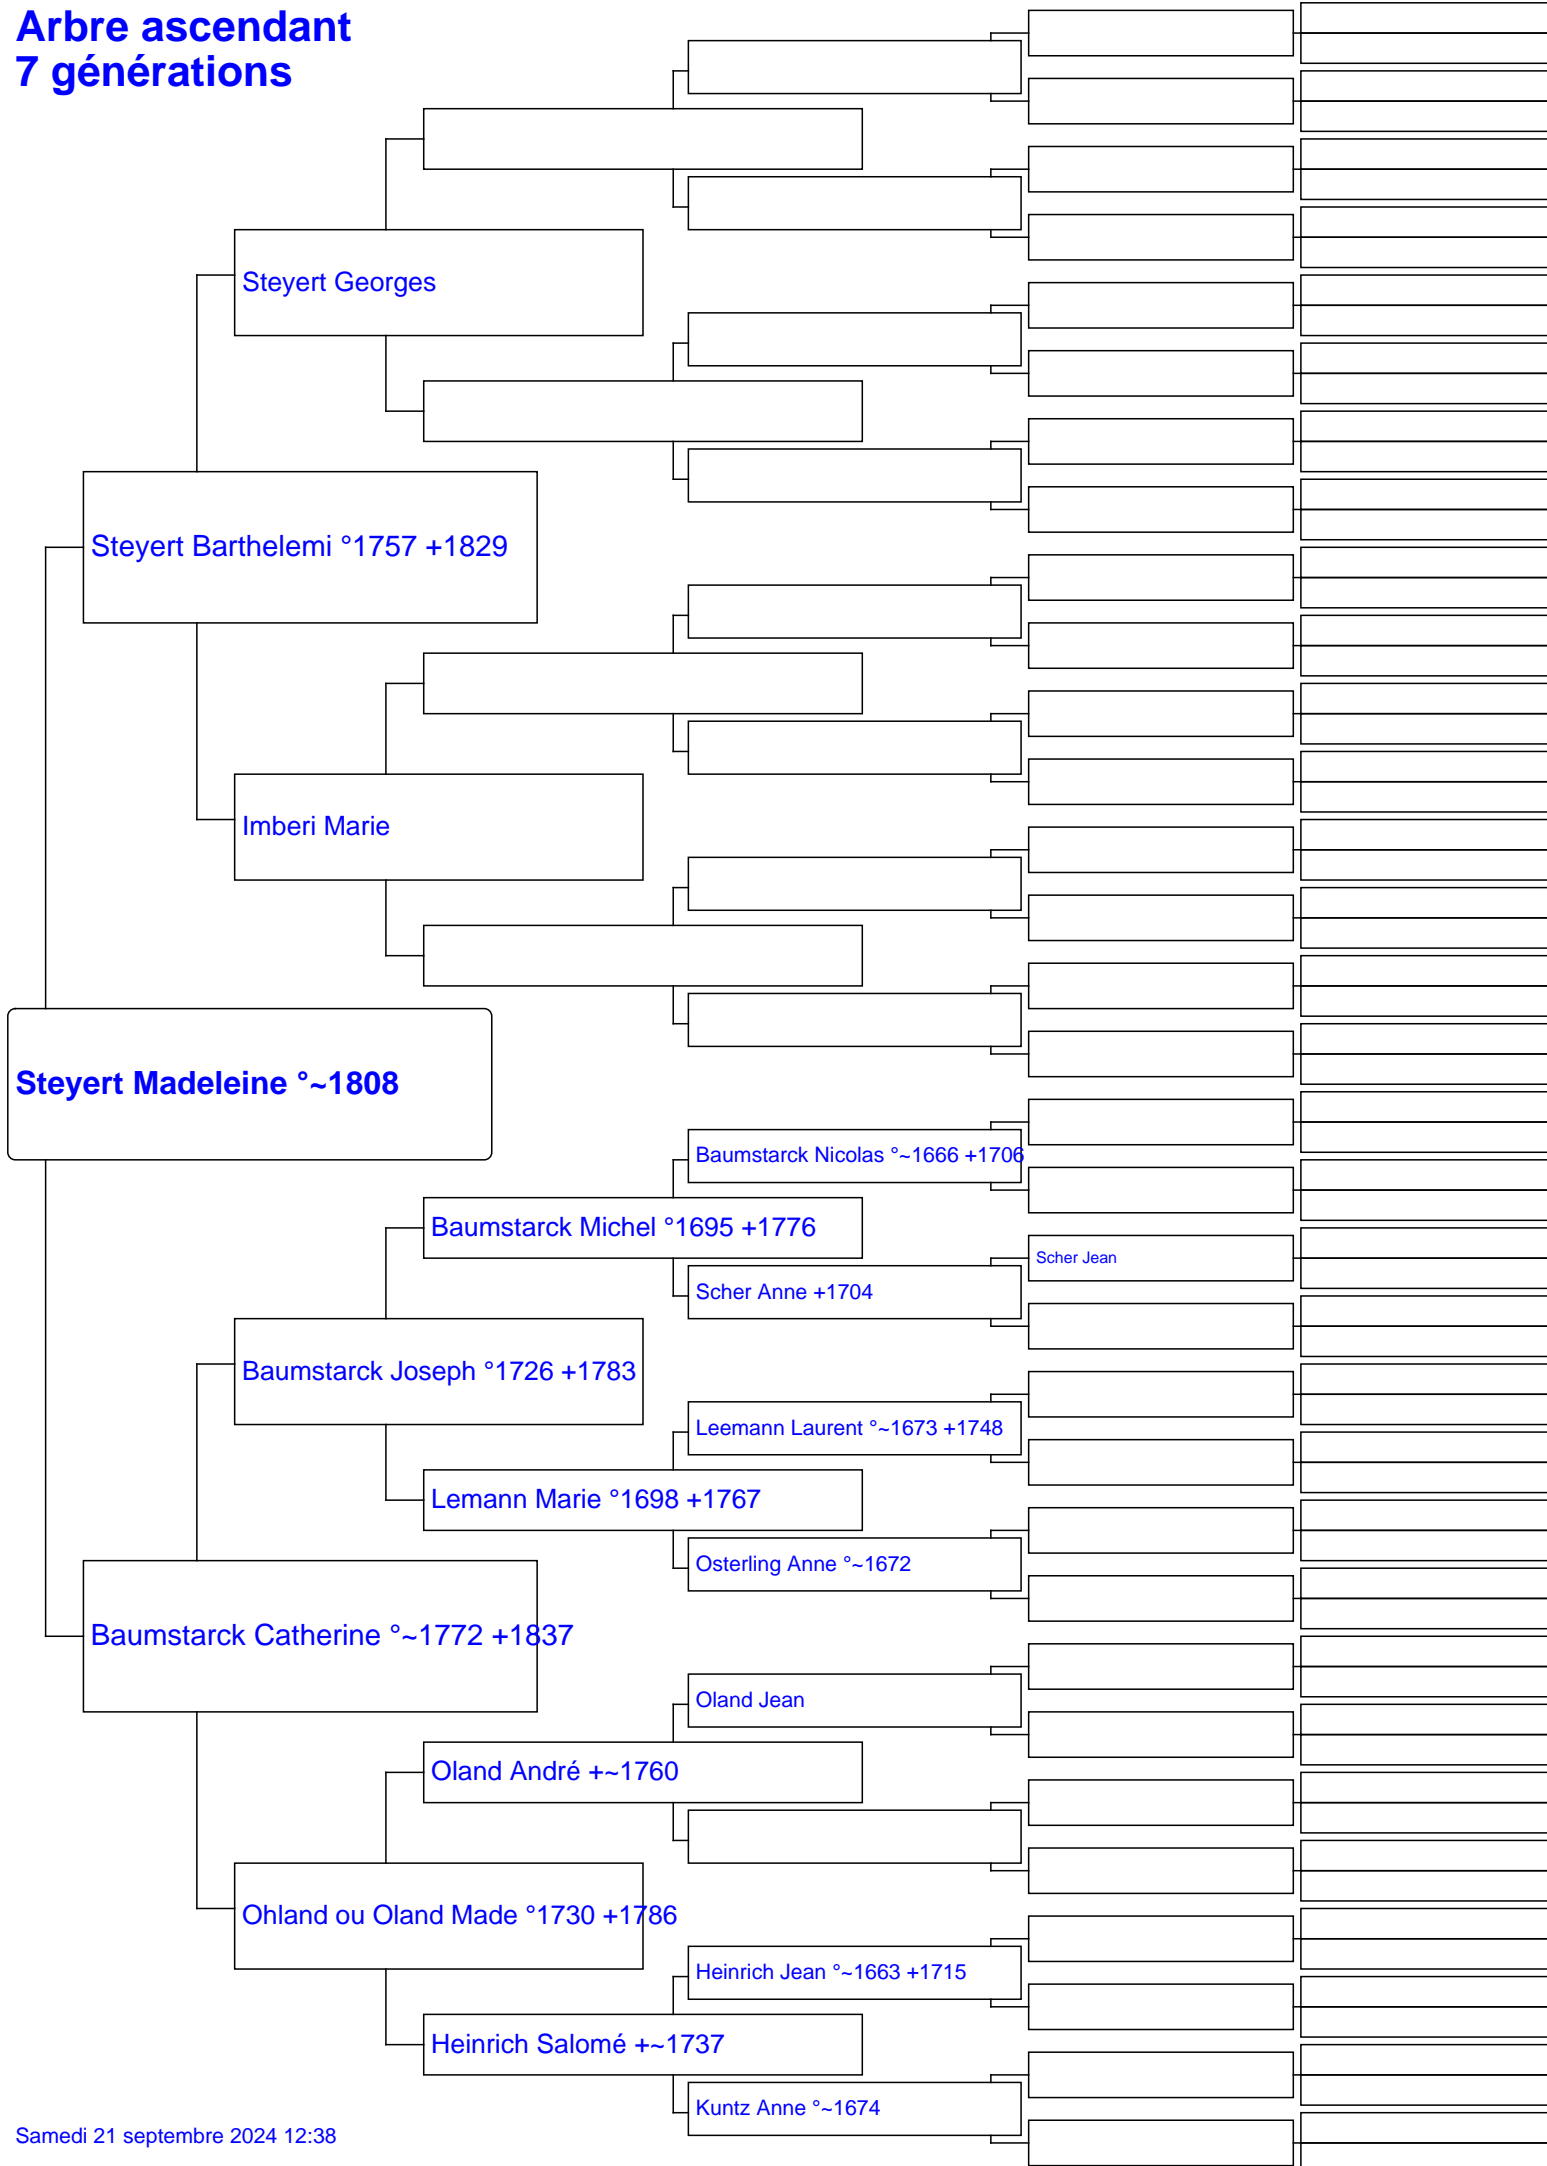 Arbre ascendant
7 générations
Steyert Georges
Steyert Barthelemi °1757 +1829
Imberi Marie
Steyert Madeleine °~1808
Baumstarck Nicolas °~1666 +1706
Baumstarck Michel °1695 +1776
Scher Jean
Scher Anne +1704
Baumstarck Joseph °1726 +1783
Leemann Laurent °~1673 +1748
Lemann Marie °1698 +1767
Osterling Anne °~1672
Baumstarck Catherine °~1772 +1837
Oland Jean
Oland André +~1760
Ohland ou Oland Made °1730 +1786
Heinrich Jean °~1663 +1715
Heinrich Salomé +~1737
Kuntz Anne °~1674
Samedi 21 septembre 2024 12:38